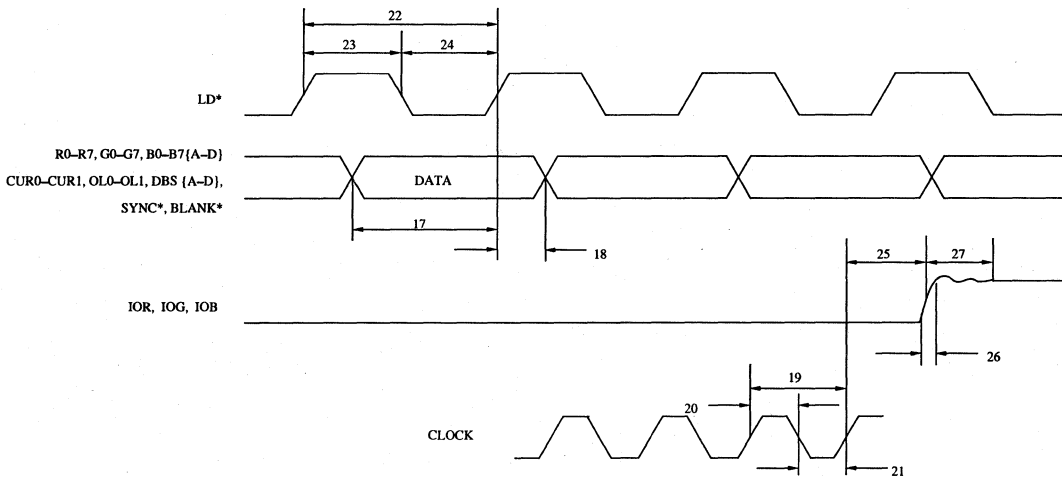 22
23 24
LD*
R0–R7, G0–G7, B0–B7{A–D}
CUR0–CUR1, OL0–OL1, DBS {A–D}, DATA
SYNC*, BLANK*
17
18
25 27
IOR, IOG, IOB
26
19
20
CLOCK
21